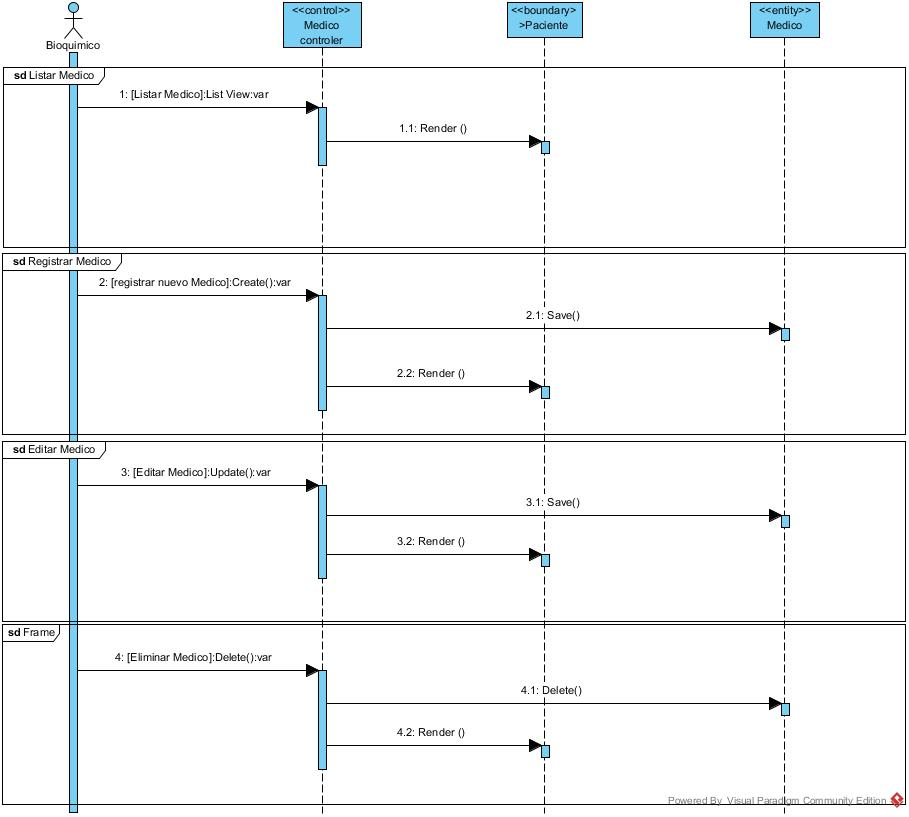 Bioquimico
<<control>>
Medico
controler
<<boundary>
>Paciente
<<entity>>
Medico
sd Listar Medico
1: [Listar Medico]:List View:var
1.1: Render ()
sd Registrar Medico
2: [registrar nuevo Medico]:Create():var
2.1: Save()
2.2: Render ()
sd Editar Medico
3: [Editar Medico]:Update():var
3.1: Save()
3.2: Render ()
sd Frame
4: [Eliminar Medico]:Delete():var
4.1: Delete()
4.2: Render ()
Powered By Visual Paradigm Community Edition